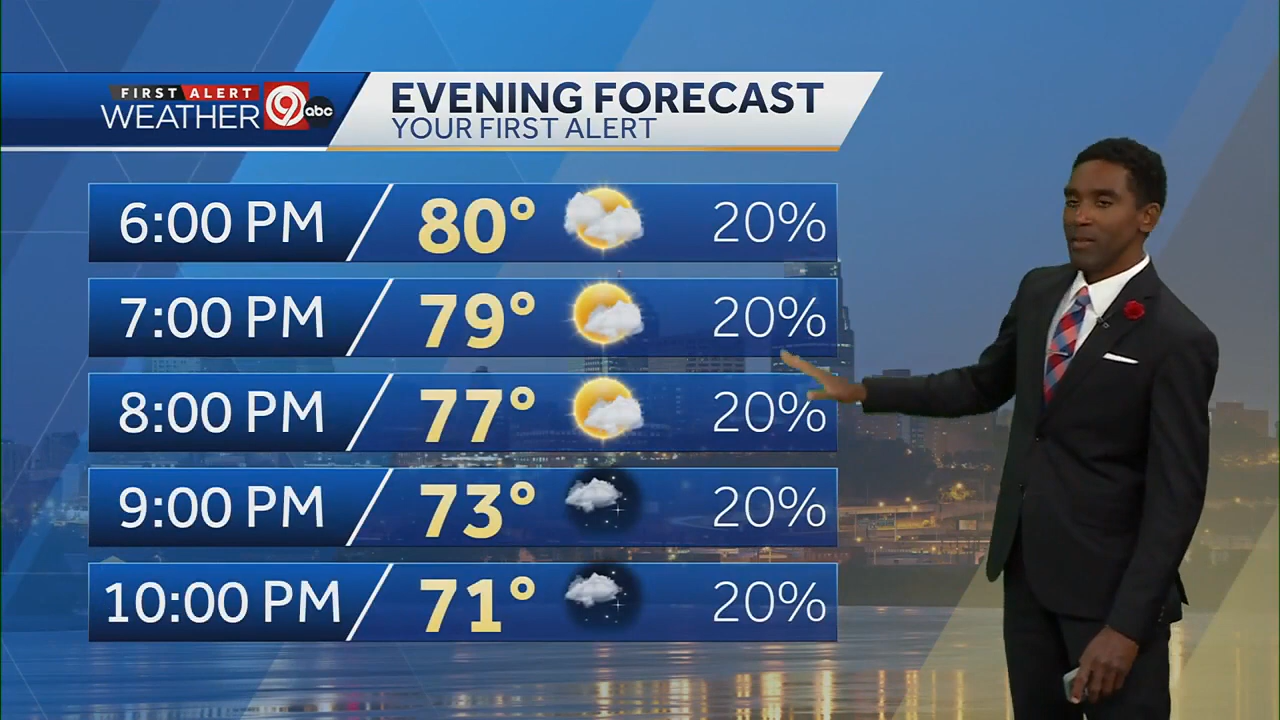 FIRST ALERT
WEATHER 9 abc
EVENING FORECAST
YOUR FIRST ALERT
6:00 PM 80° 20%
7:00 PM 79° 20%
8:00 PM 77° 20%
9:00 PM 73° 20%
10:00 PM 71° 20%